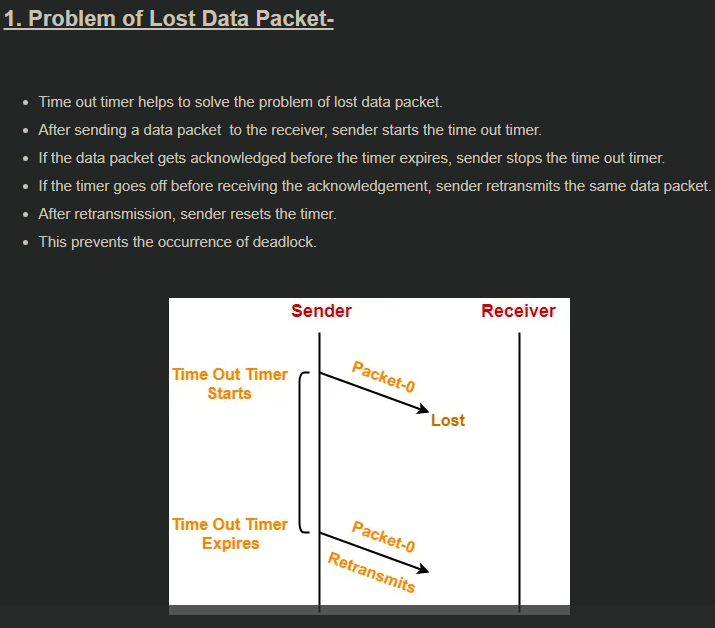 1. Problem of Lost Data Packet-
Time out timer helps to solve the problem of lost data packet.
After sending a data packet  to the receiver, sender starts the time out timer.
If the data packet gets acknowledged before the timer expires, sender stops the time out timer.
If the timer goes off before receiving the acknowledgement, sender retransmits the same data packet.
After retransmission, sender resets the timer.
This prevents the occurrence of deadlock.
Sender
Receiver
Time Out Timer
Starts
Packet-0
Lost
Time Out Timer
Expires
Packet-0
Retransmits